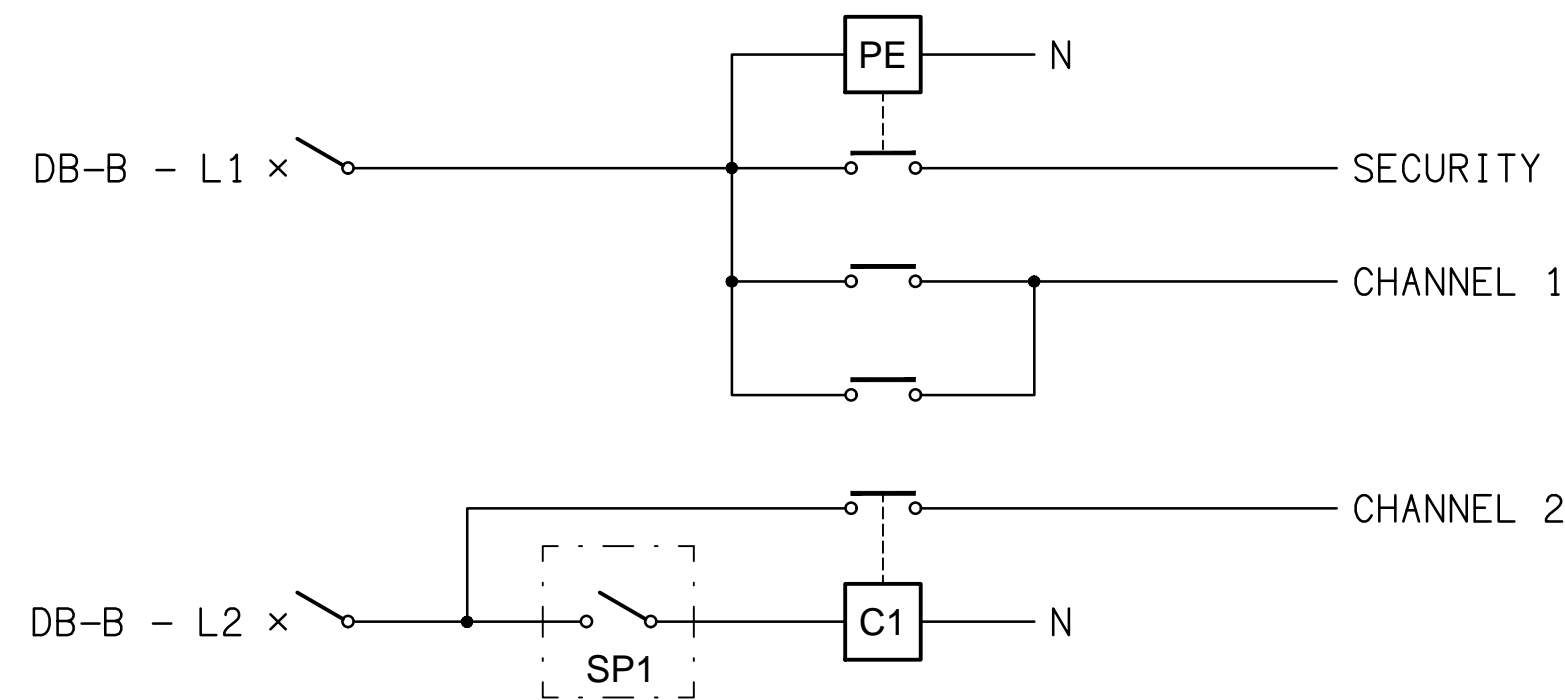 PE
N
DB-B - L1
SECURITY
CHANNEL 1
CHANNEL 2
DB-B - L2
C1
N
SP1